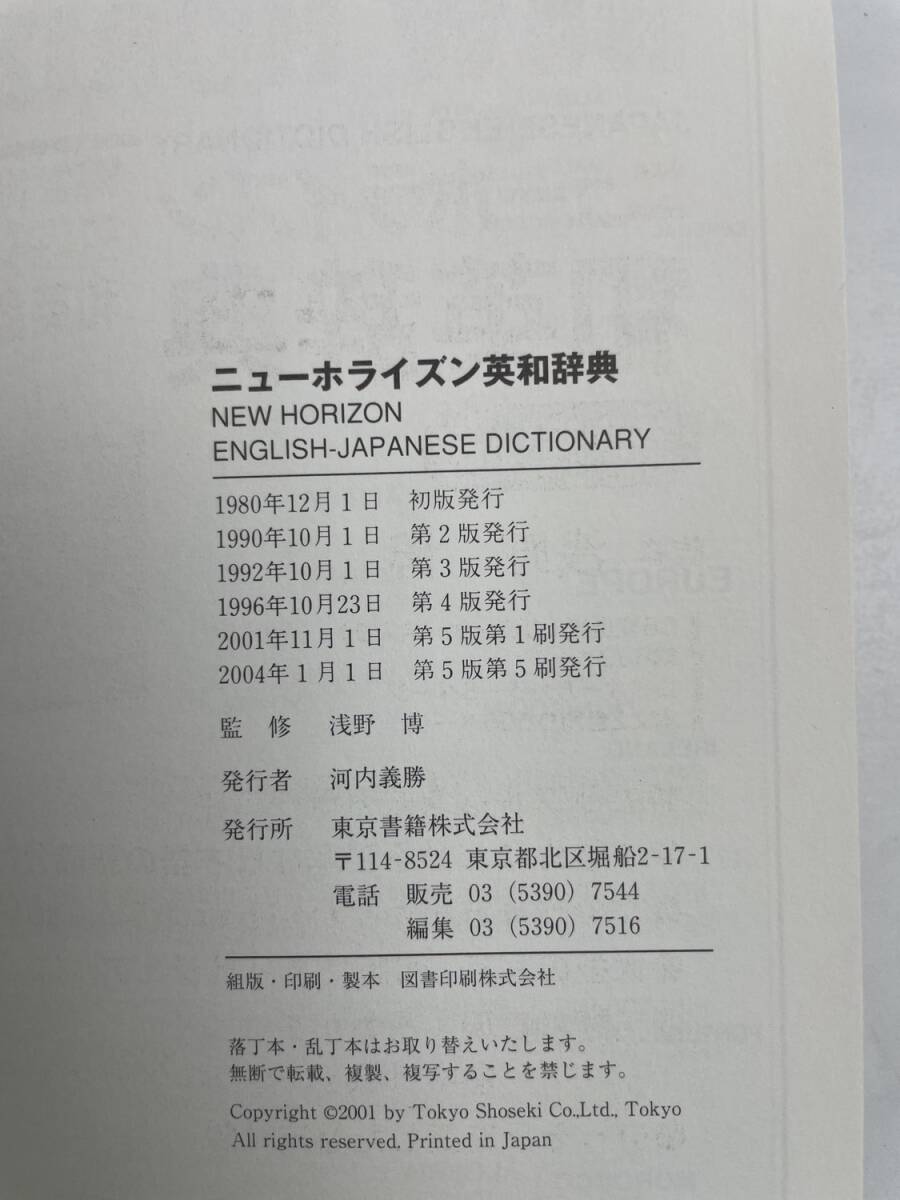 ニューホライズン英和辞典
NEW HORIZON
ENGLISH-JAPANESE DICTIONARY
1980年12月1日 初版発行
1990年10月1日 第2版発行
1992年10月1日 第3版発行
1996年10月23日 第4版発行
2001年11月1日 第5版第1刷発行
2004年1月1日 第5版第5刷発行
監 修 浅野 博
発行者 河内義勝
発行所 東京書籍株式会社
〒114-8524 東京都北区堀船2-17-1
電話 販売 03 (5390) 7544
編集 03 (5390) 7516
組版・印刷・製本 図書印刷株式会社
落丁本・乱丁本はお取り替えいたします。
無断で転載、複製、複写することを禁じます。
Copyright ©2001 by Tokyo Shoseki Co.,Ltd., Tokyo
All rights reserved. Printed in Japan